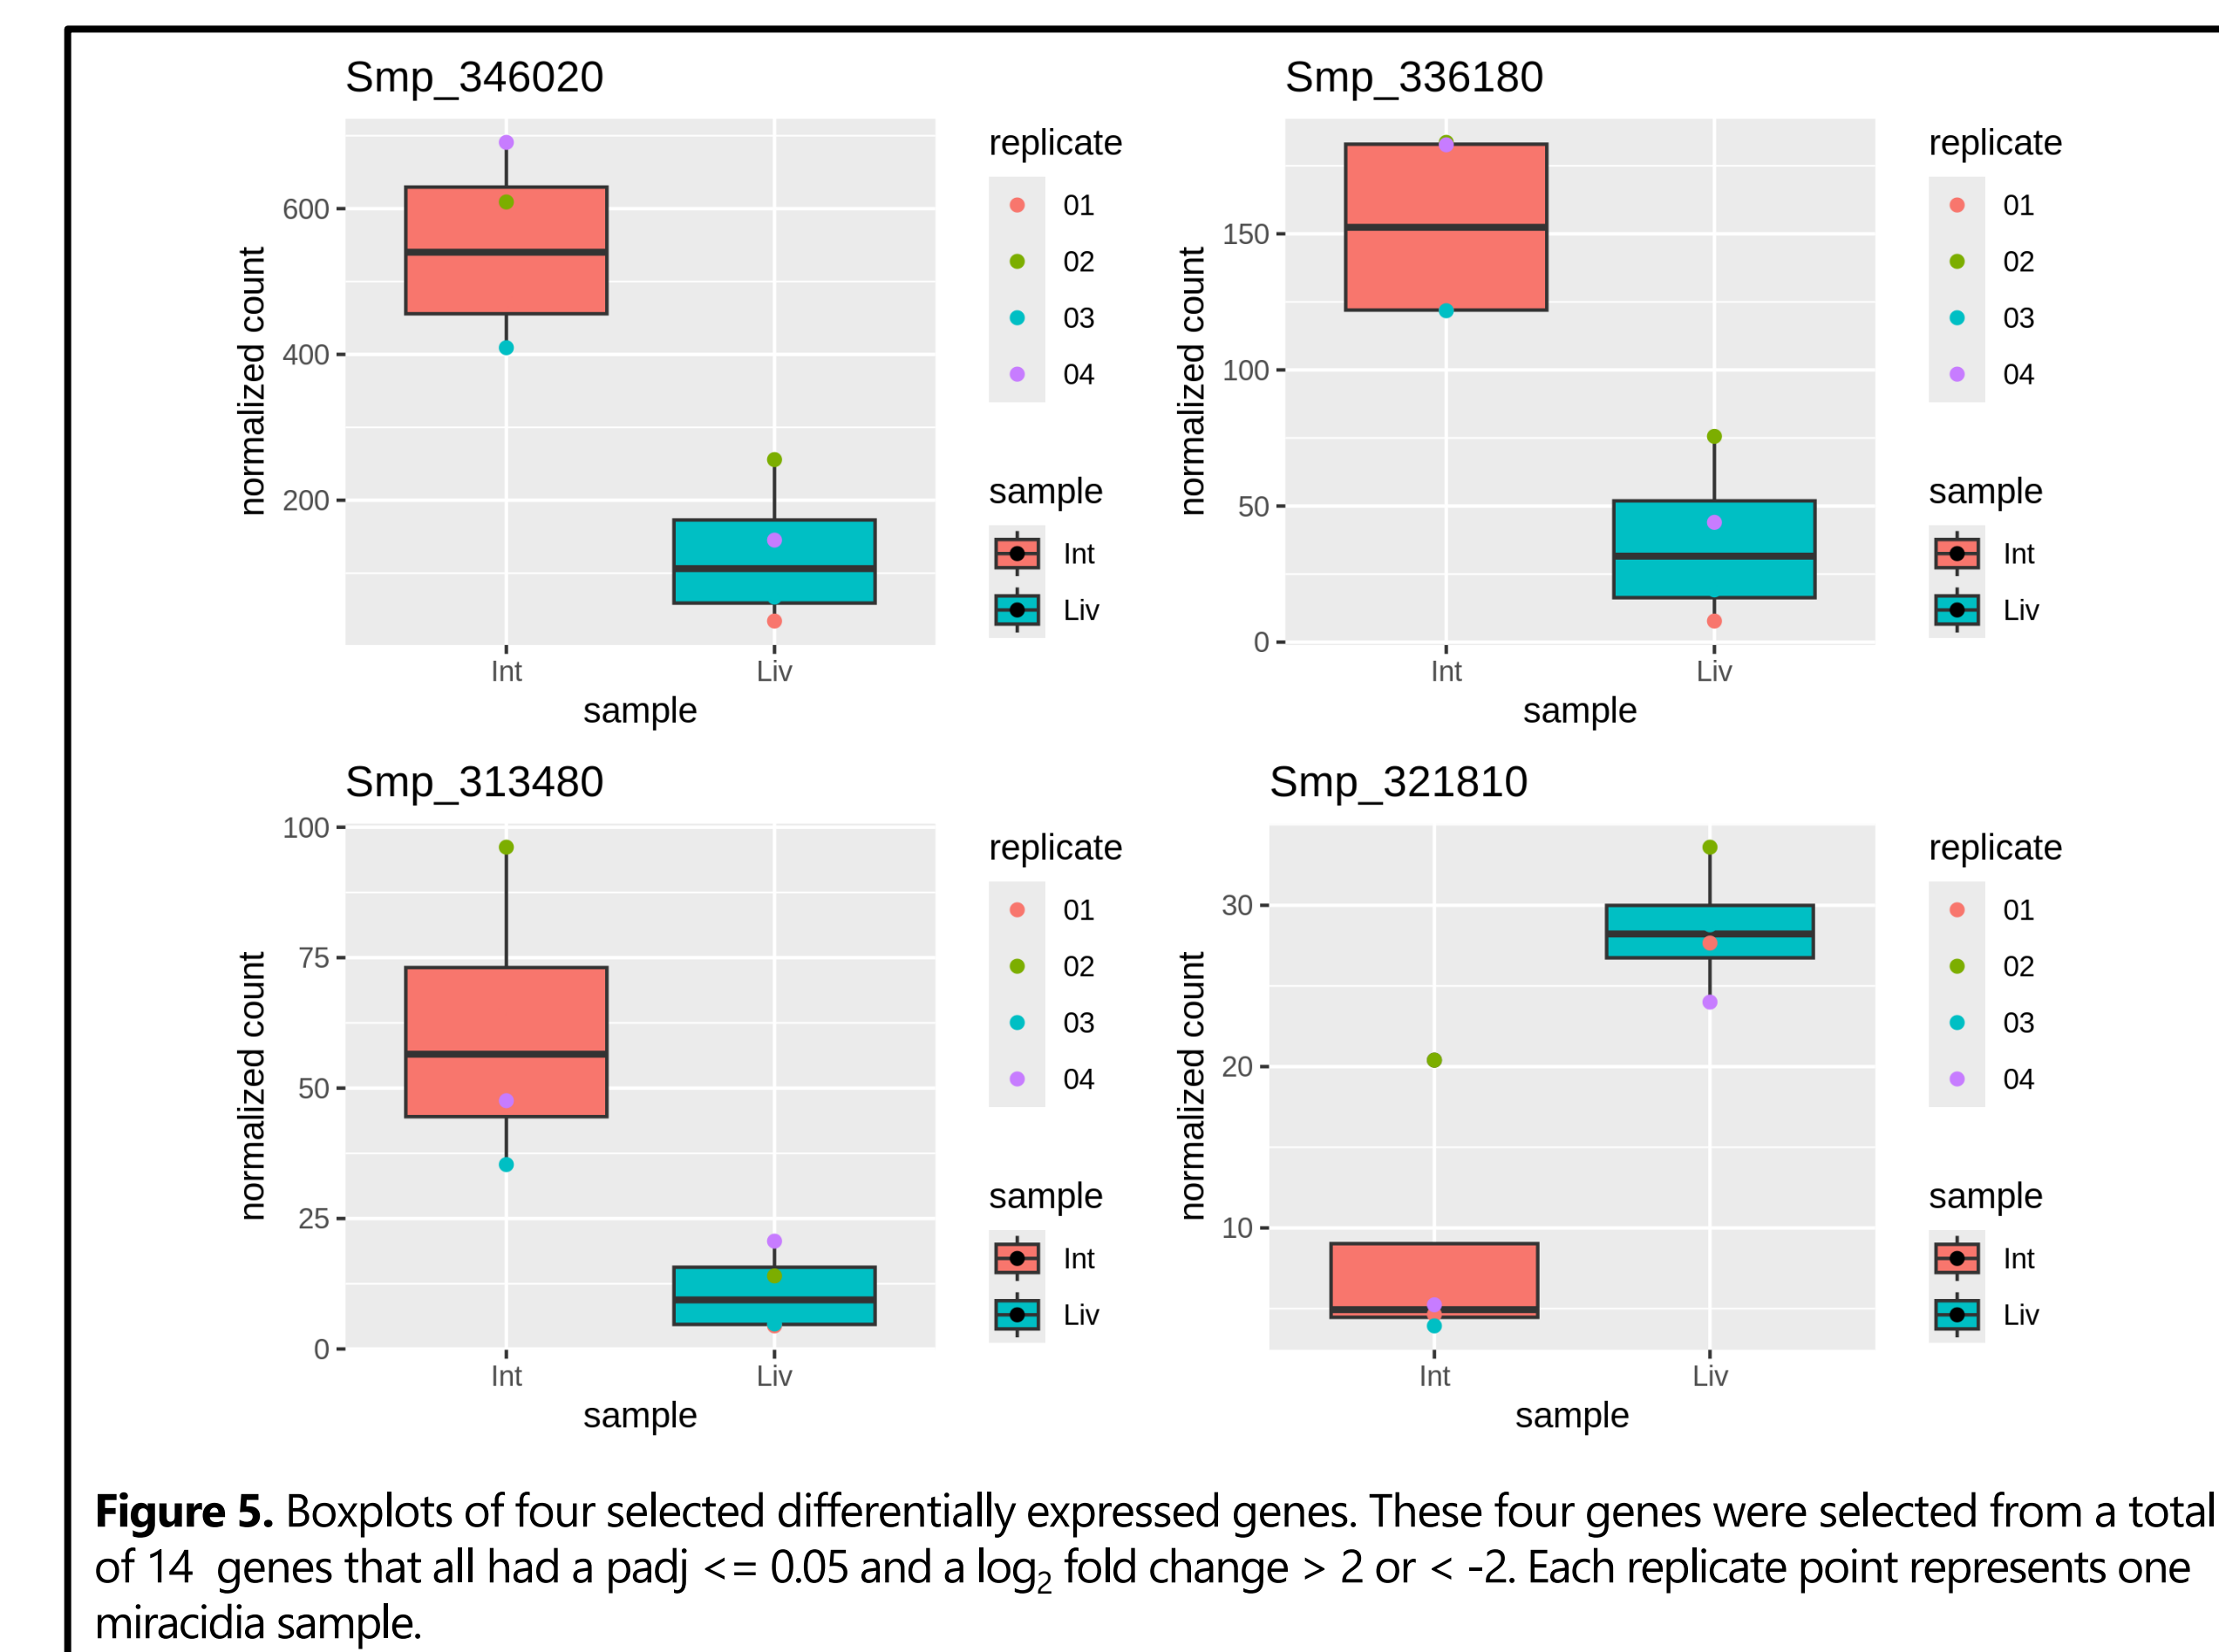 Smp_346020
normalized count
600
400
200
Int
Liv
sample
replicate
01
02
03
04
sample
Int
Liv
Smp_336180
normalized count
150
100
50
0
Int
Liv
sample
replicate
01
02
03
04
sample
Int
Liv
Smp_313480
normalized count
100
75
50
25
0
Int
Liv
sample
replicate
01
02
03
04
sample
Int
Liv
Smp_321810
normalized count
30
20
10
Int
Liv
sample
replicate
01
02
03
04
sample
Int
Liv
Figure 5. Boxplots of four selected differentially expressed genes. These four genes were selected from a total
of 14 genes that all had a padj <= 0.05 and a log₂ fold change > 2 or < -2. Each replicate point represents one
miracidia sample.